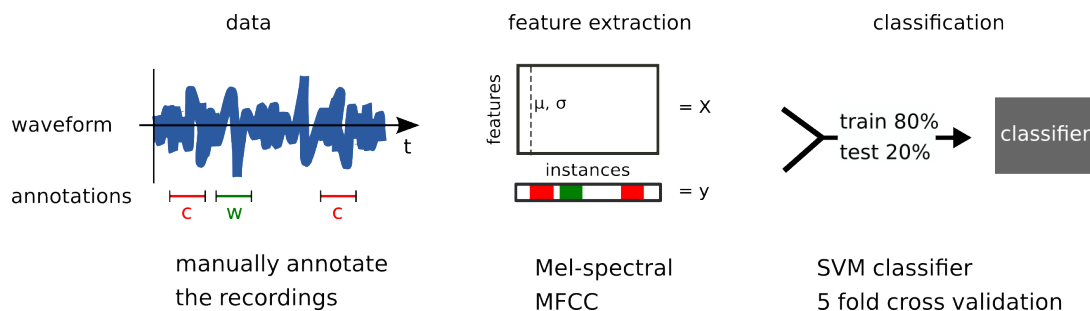 data
feature extraction
classification
waveform
t
annotations
c
w
c
features
μ, σ
= X
instances
= y
train 80%
test 20%
classifier
manually annotate
the recordings
Mel-spectral
MFCC
SVM classifier
5 fold cross validation